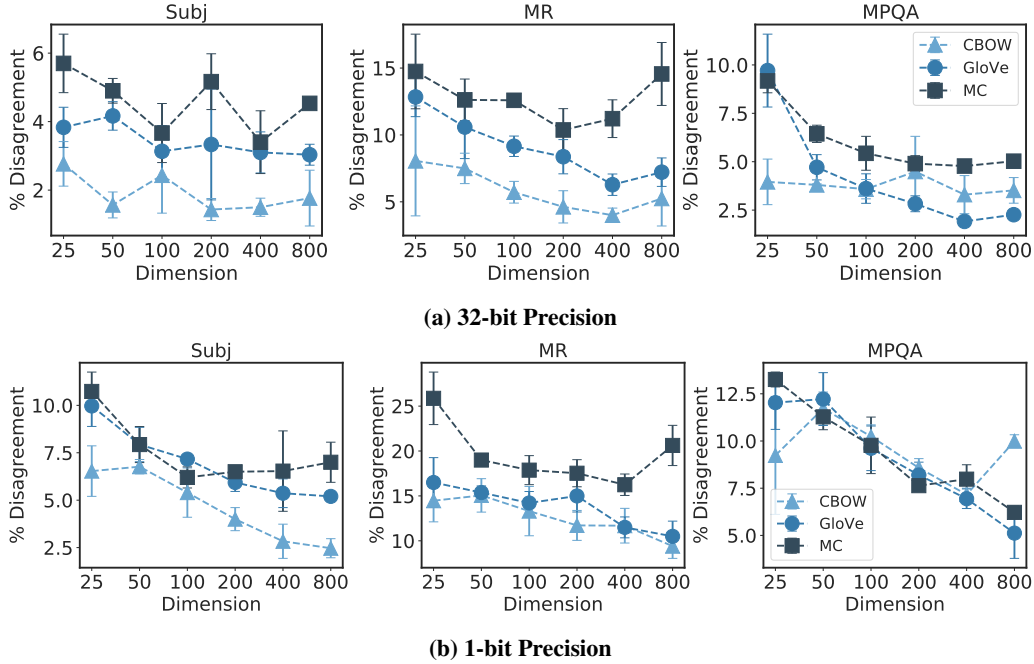 Subj
MR
MPQA
% Disagreement
6
4
2
25 50 100 200 400 800
Dimension
% Disagreement
15
10
5
25 50 100 200 400 800
Dimension
% Disagreement
10.0
7.5
5.0
2.5
25 50 100 200 400 800
Dimension
CBOW
GloVe
MC
(a) 32-bit Precision
Subj
MR
MPQA
% Disagreement
10.0
7.5
5.0
2.5
25 50 100 200 400 800
Dimension
% Disagreement
25
20
15
10
25 50 100 200 400 800
Dimension
% Disagreement
12.5
10.0
7.5
5.0
25 50 100 200 400 800
Dimension
CBOW
GloVe
MC
(b) 1-bit Precision